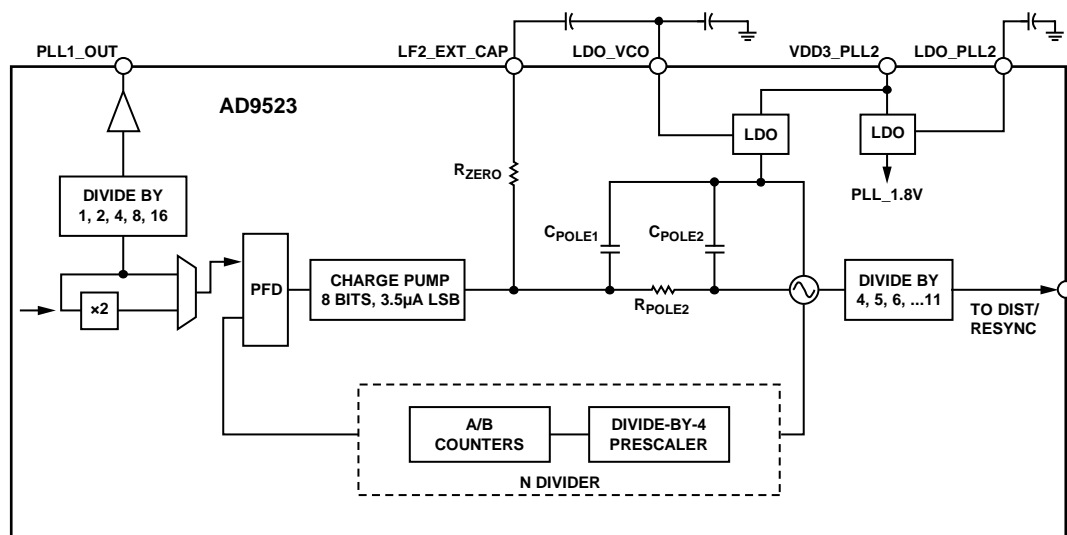 PLL1_OUT
LF2_EXT_CAP
LDO_VCO
VDD3_PLL2
LDO_PLL2
AD9523
LDO
LDO
RZERO
DIVIDE BY
1, 2, 4, 8, 16
PLL_1.8V
CPOLE1
CPOLE2
×2
PFD
CHARGE PUMP
8 BITS, 3.5µA LSB
RPOLE2
DIVIDE BY
4, 5, 6, ...11
TO DIST/
RESYNC
A/B
COUNTERS
DIVIDE-BY-4
PRESCALER
N DIVIDER